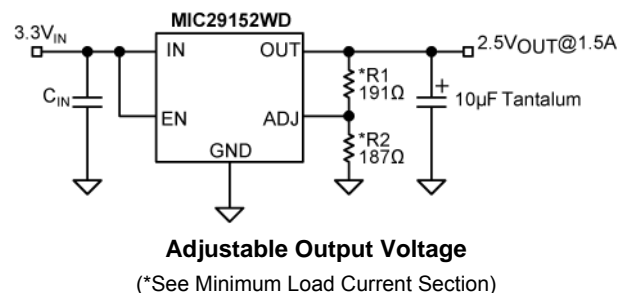 MIC29152WD
3.3VIN
IN
OUT
2.5VOUT@1.5A
*R1
191Ω
CIN
10µF Tantalum
+
EN
ADJ
*R2
187Ω
GND
Adjustable Output Voltage
(*See Minimum Load Current Section)